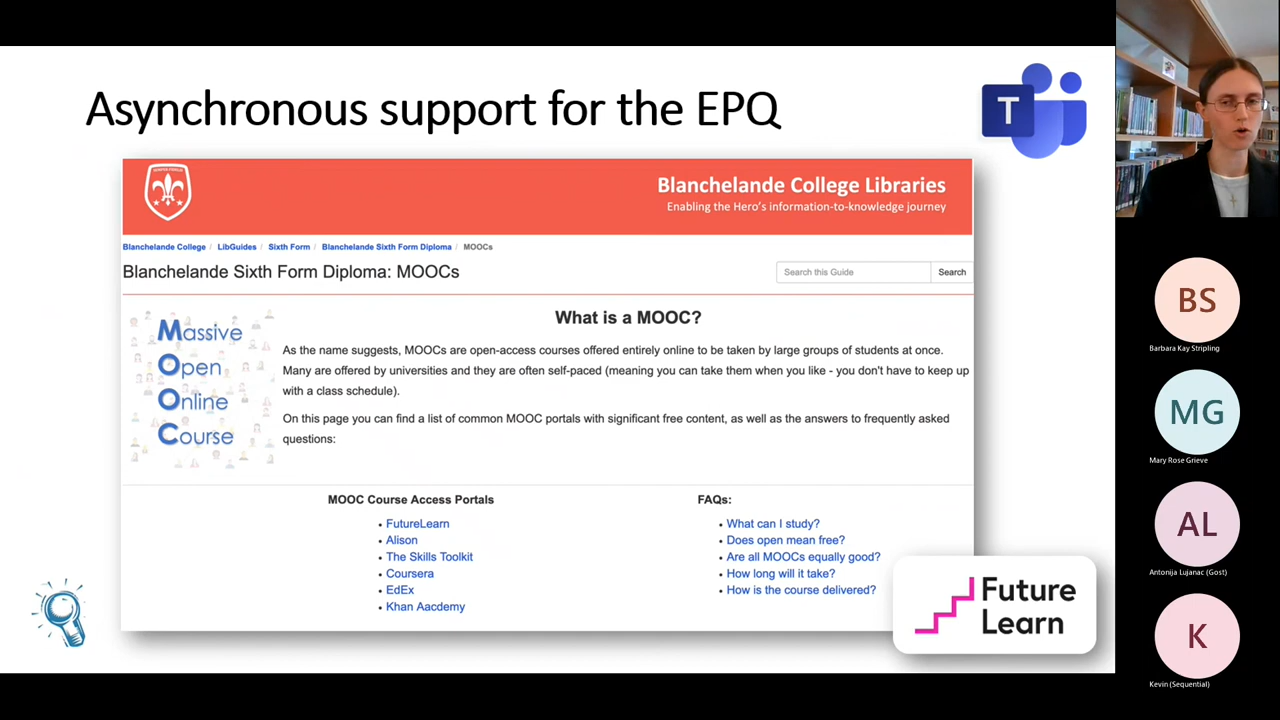 Asynchronous support for the EPQ
T
Blanchelande College Libraries
Enabling the Hero's information-to-knowledge journey
Blanchelande College / LibGuides / Sixth Form / Blanchelande Sixth Form Diploma / MOOCs
Blanchelande Sixth Form Diploma: MOOCs
Search this Guide
Search
Massive
Open
Online
Course
What is a MOOC?
As the name suggests, MOOCs are open-access courses offered entirely online to be taken by large groups of students at once.
Many are offered by universities and they are often self-paced (meaning you can take them when you like - you don't have to keep up
with a class schedule).
On this page you can find a list of common MOOC portals with significant free content, as well as the answers to frequently asked
questions:
MOOC Course Access Portals
• FutureLearn
• Alison
• The Skills Toolkit
• Coursera
• EdEx
• Khan Aacdemy
FAQs:
• What can I study?
• Does open mean free?
• Are all MOOCs equally good?
• How long will it take?
• How is the course delivered?
Future
Learn
BS
Barbara Kay Stripling
MG
Mary Rose Grieve
AL
Antonija Lujanac (Gost)
K
Kevin (Sequential)